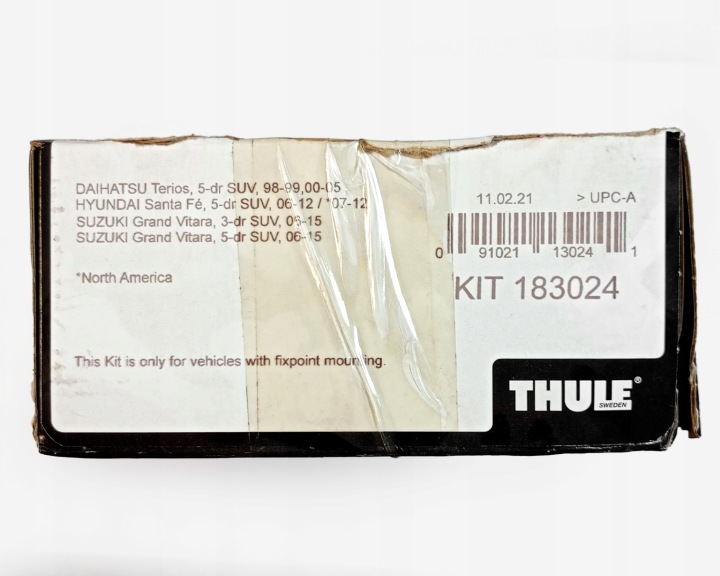 DAIHATSU Terios, 5-dr SUV, 98-99,00-05
HYUNDAI Santa Fé, 5-dr SUV, 06-12 / *07-12
SUZUKI Grand Vitara, 3-dr SUV, 06-15
SUZUKI Grand Vitara, 5-dr SUV, 06-15
*North America
This Kit is only for vehicles with fixpoint mounting.
11.02.21 > UPC-A
0 91021 13024 1
KIT 183024
THULE®
SWEDEN